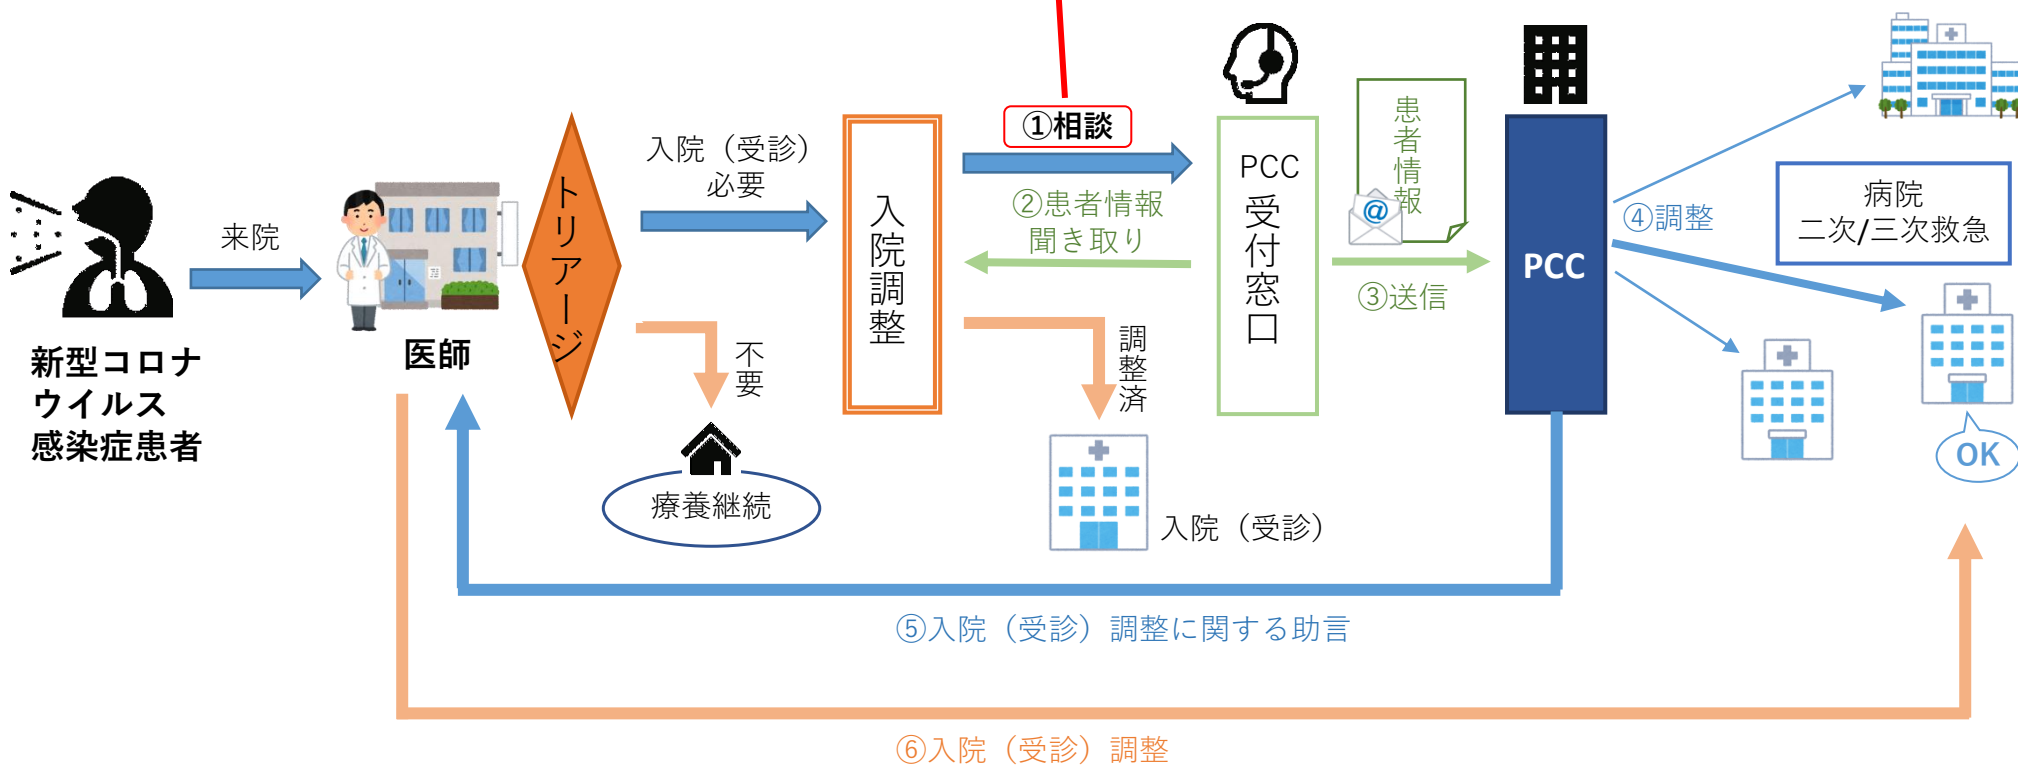 新型コロナ
ウイルス
感染症患者
来院
医師
トリアージ
入院（受診）
必要
不要
療養継続
入院調整
①相談
②患者情報
聞き取り
調整済
入院（受診）
PCC
受付窓口
患者情報
@
③送信
PCC
④調整
病院
二次/三次救急
OK
⑤入院（受診）調整に関する助言
⑥入院（受診）調整